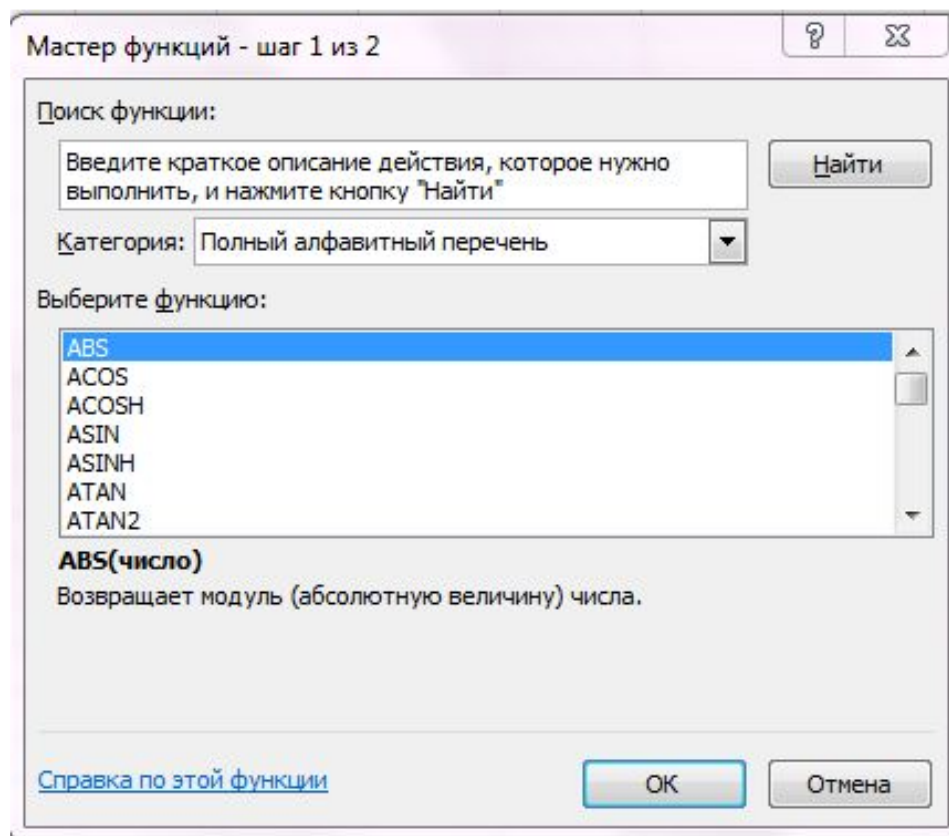 Мастер функций - шаг 1 из 2
Поиск функции:
Введите краткое описание действия, которое нужно
выполнить, и нажмите кнопку "Найти"
Найти
Категория: Полный алфавитный перечень
Выберите функцию:
ABS
ACOS
ACOSH
ASIN
ASINH
ATAN
ATAN2
ABS(число)
Возвращает модуль (абсолютную величину) числа.
Справка по этой функции
ОК
Отмена